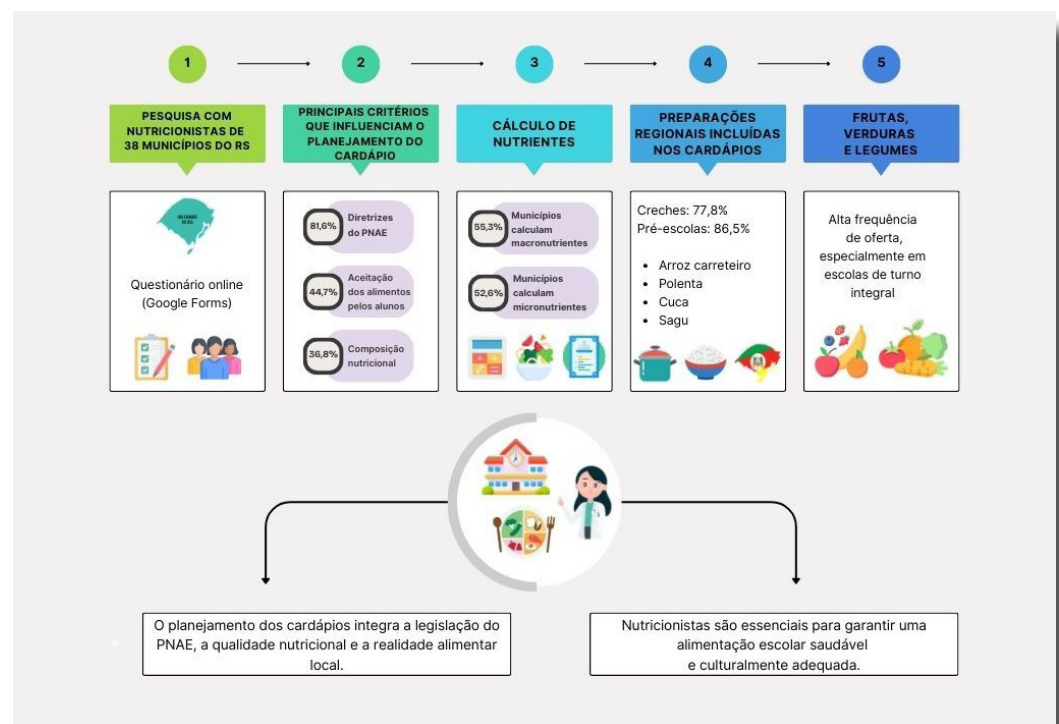 1
2
3
4
5
PESQUISA COM
NUTRICIONISTAS DE
38 MUNICÍPIOS DO RS
PRINCIPAIS CRITÉRIOS
QUE INFLUENCIAM O
PLANEJAMENTO DO
CARDÁPIO
CÁLCULO DE
NUTRIENTES
PREPARAÇÕES
REGIONAIS INCLUÍDAS
NOS CARDÁPIOS
FRUTAS,
VERDURAS
E LEGUMES
Questionário online
(Google Forms)
81,6%
Diretrizes
do PNAE
44,7%
Aceitação
dos alimentos
pelos alunos
36,8%
Composição
nutricional
55,3%
Municípios
calculam
macronutrientes
52,6%
Municípios
calculam
micronutrientes
Creches: 77,8%
Pré-escolas: 86,5%
• Arroz carreteiro
• Polenta
• Cuca
• Sagu
Alta frequência
de oferta,
especialmente em
escolas de turno
integral
O planejamento dos cardápios integra a legislação do
PNAE, a qualidade nutricional e a realidade alimentar
local.
Nutricionistas são essenciais para garantir uma
alimentação escolar saudável
e culturalmente adequada.